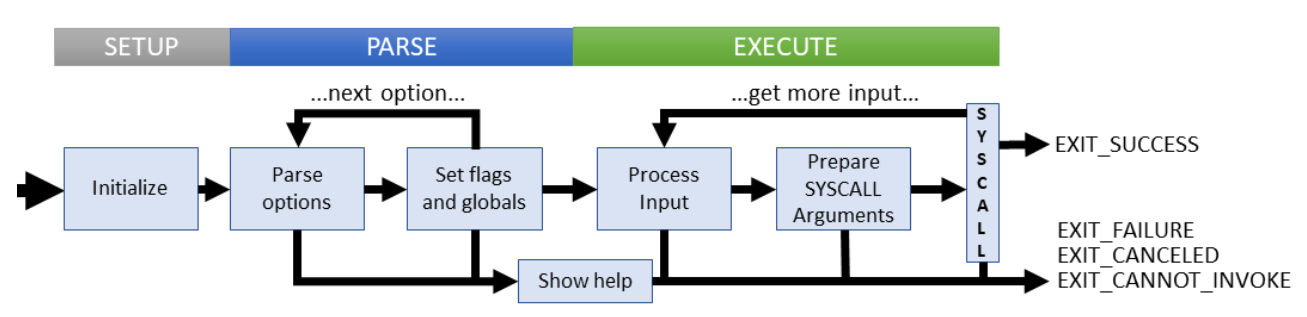 SETUP
PARSE
EXECUTE
...next option...
...get more input...
Initialize
Parse
options
Set flags
and globals
Process
Input
Prepare
SYSCALL
Arguments
S
Y
S
C
A
L
L
EXIT_SUCCESS
Show help
EXIT_FAILURE
EXIT_CANCELED
EXIT_CANNOT_INVOKE